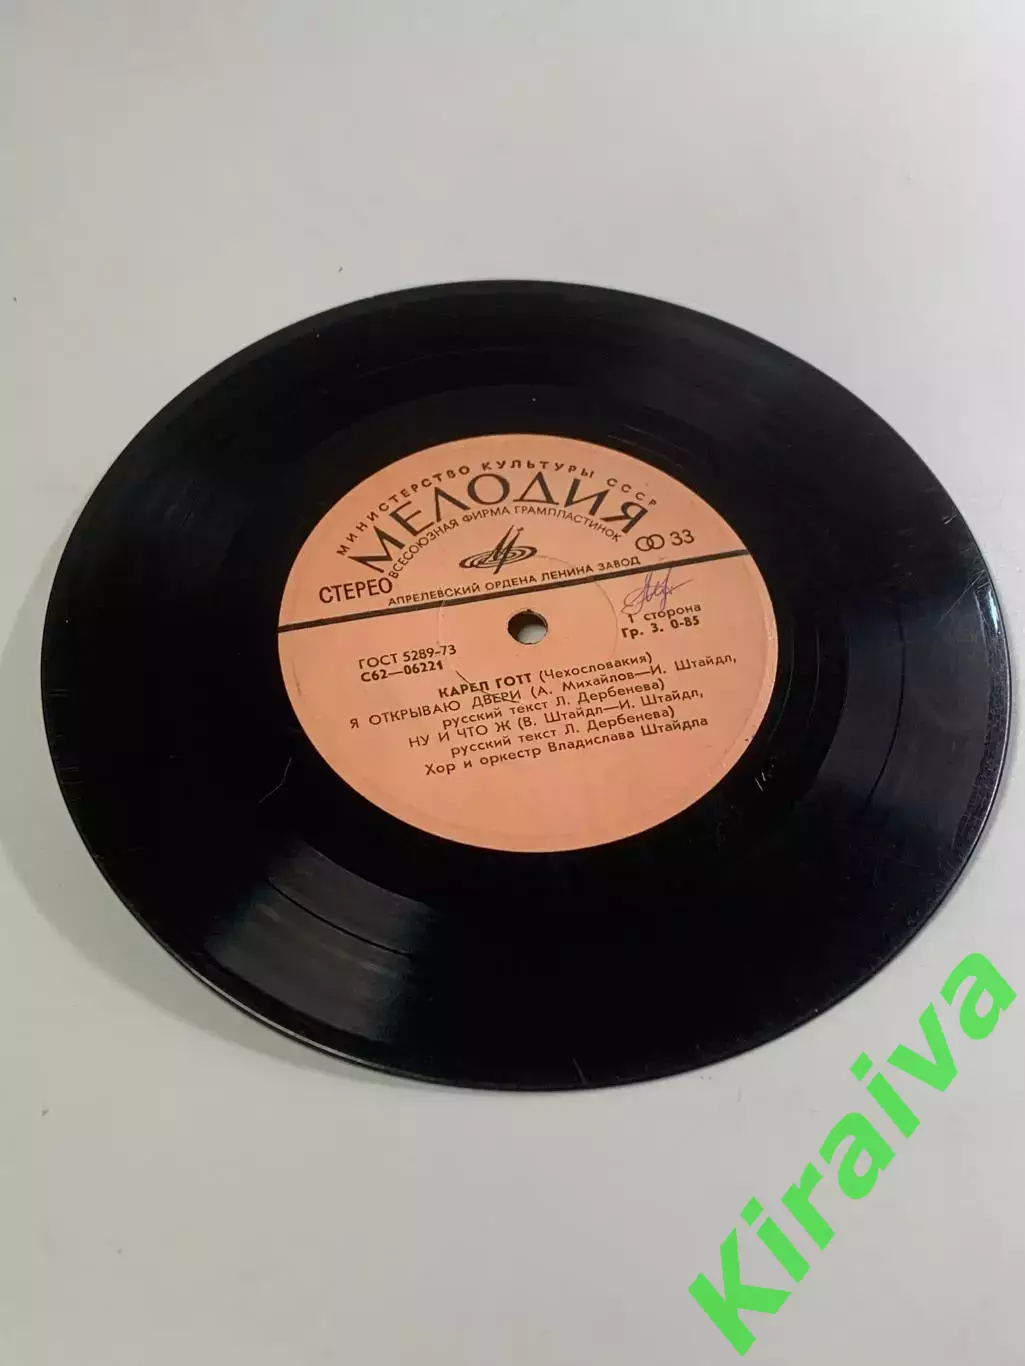 МИНИСТЕРСТВО КУЛЬТУРЫ СССР
МЕЛОДИЯ
ВСЕСОЮЗНАЯ ФИРМА ГРАМПЛАСТИНОК
33
СТЕРЕО
АПРЕЛЕВСКИЙ ОРДЕНА ЛЕНИНА ЗАВОД
ГОСТ 5289-73
С62—06221
1 сторона
Гр. 3. 0-85
КАРЕЛ ГОТТ (Чехословакия)
Я ОТКРЫВАЮ ДВЕРИ (А. Михайлов—И. Штайдл,
русский текст Л. Дербенева)
НУ И ЧТО Ж (В. Штайдл—И. Штайдл,
русский текст Л. Дербенева)
Хор и оркестр Владислава Штайдла
Kiraiva